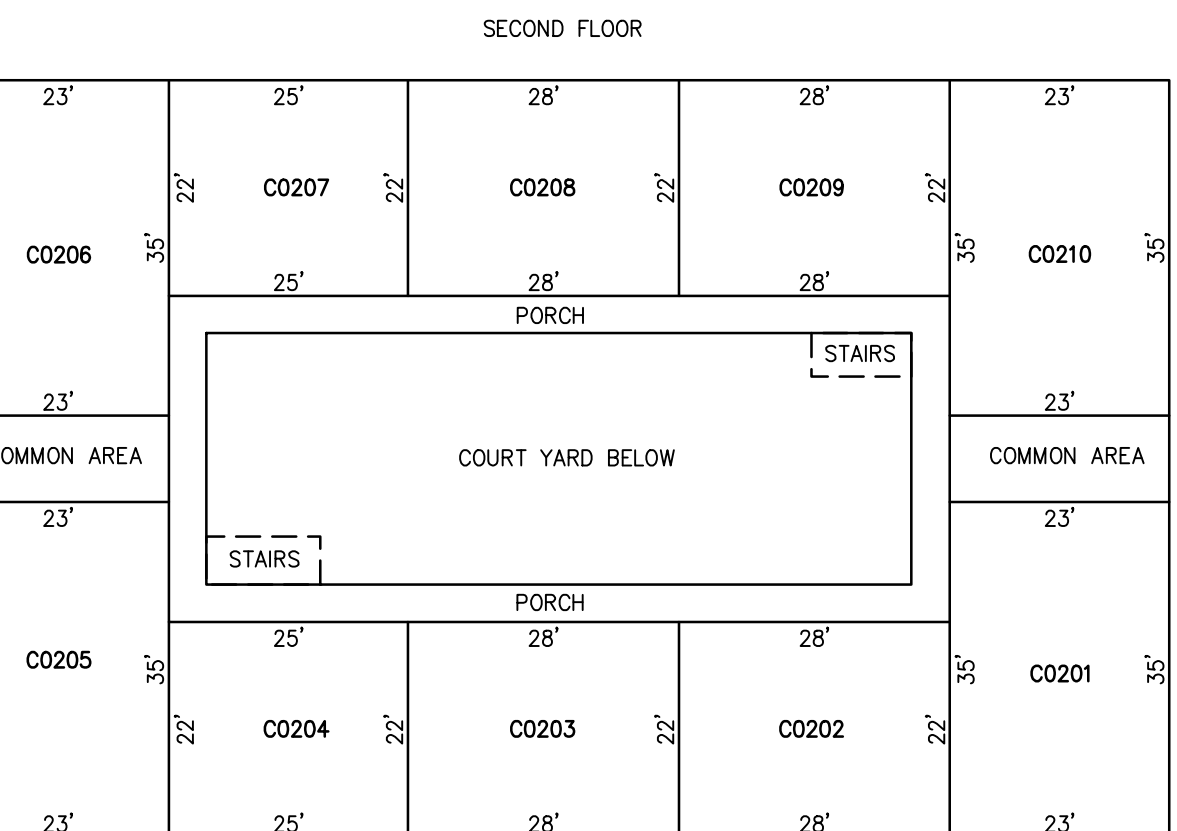 SECOND FLOOR
23' 25' 28' 28' 23'
22' C0207 22' C0208 22' C0209 22'
C0206 35' 35' C0210 35'
25' 28' 28'
PORCH
STAIRS
23' 23'
OMMON AREA COURT YARD BELOW COMMON AREA
23' 23'
STAIRS
PORCH
25' 28' 28'
C0205 35' 35' C0201 35'
22' C0204 22' C0203 22' C0202 22'
23' 25' 28' 28' 23'